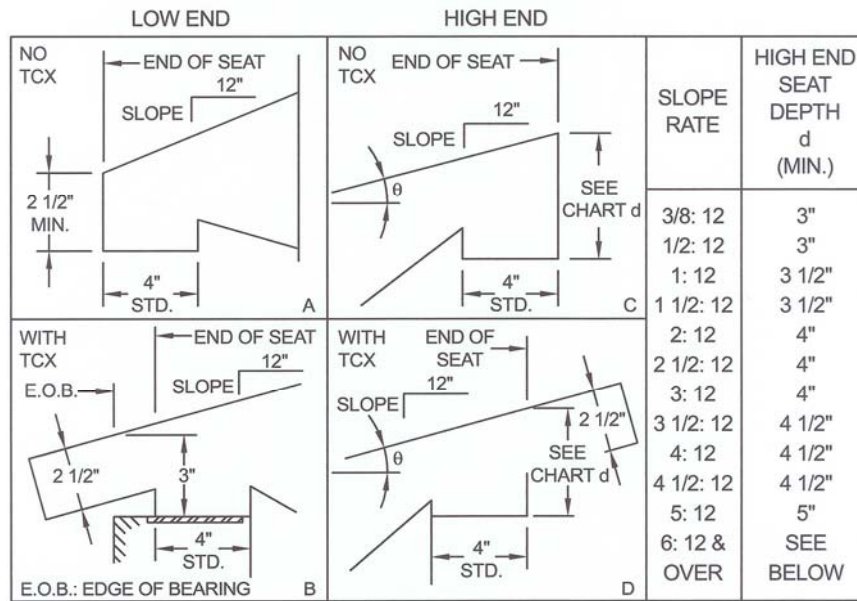 LOW END
HIGH END
NO
TCX
END OF SEAT
12"
SLOPE
2 1/2"
MIN.
4"
STD.
A
NO
TCX
END OF SEAT
12"
SLOPE
θ
SEE
CHART d
4"
STD.
C
WITH
TCX
END OF SEAT
12"
SLOPE
E.O.B.
2 1/2"
3"
4"
STD.
E.O.B.: EDGE OF BEARING
B
WITH
TCX
END OF
SEAT
12"
SLOPE
2 1/2"
θ
SEE
CHART d
4"
STD.
D
SLOPE
RATE
HIGH END
SEAT
DEPTH
d
(MIN.)
3/8: 12 3"
1/2: 12 3"
1: 12 3 1/2"
1 1/2: 12 3 1/2"
2: 12 4"
2 1/2: 12 4"
3: 12 4"
3 1/2: 12 4 1/2"
4: 12 4 1/2"
4 1/2: 12 4 1/2"
5: 12 5"
6: 12 & SEE
OVER BELOW